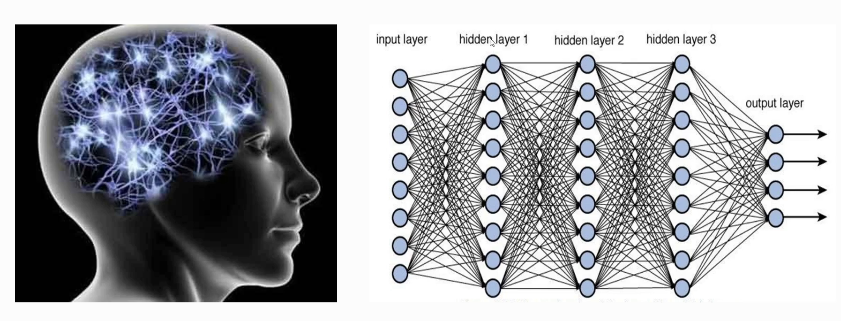 input layer
hidden layer 1
hidden layer 2
hidden layer 3
output layer